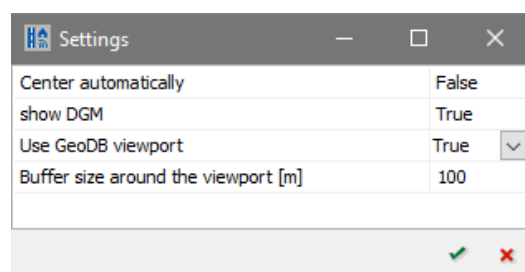 Settings
Center automatically False
show DGM True
Use GeoDB viewport True
Buffer size around the viewport [m] 100